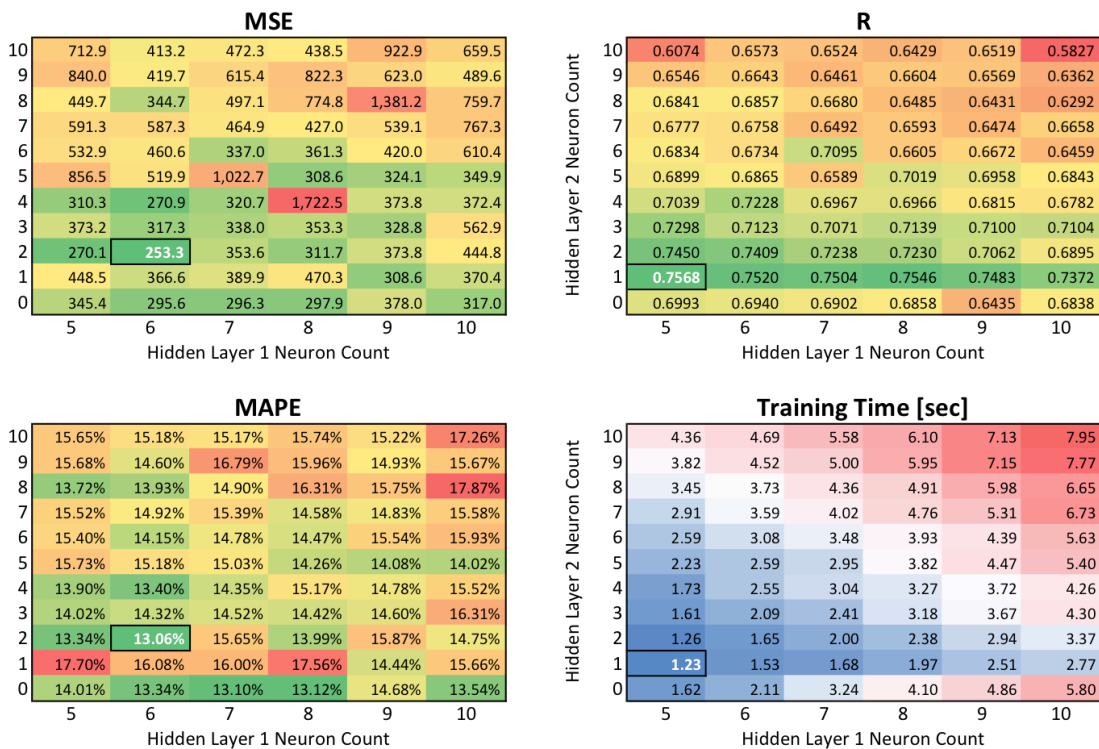 MSE
10 712.9 413.2 472.3 438.5 922.9 659.5
9 840.0 419.7 615.4 822.3 623.0 489.6
8 449.7 344.7 497.1 774.8 1,381.2 759.7
7 591.3 587.3 464.9 427.0 539.1 767.3
6 532.9 460.6 337.0 361.3 420.0 610.4
5 856.5 519.9 1,022.7 308.6 324.1 349.9
4 310.3 270.9 320.7 1,722.5 373.8 372.4
3 373.2 317.3 338.0 353.3 328.8 562.9
2 270.1 253.3 353.6 311.7 373.8 444.8
1 448.5 366.6 389.9 470.3 308.6 370.4
0 345.4 295.6 296.3 297.9 378.0 317.0
5 6 7 8 9 10
Hidden Layer 1 Neuron Count
R
Hidden Layer 2 Neuron Count
10 0.6074 0.6573 0.6524 0.6429 0.6519 0.5827
9 0.6546 0.6643 0.6461 0.6604 0.6569 0.6362
8 0.6841 0.6857 0.6680 0.6485 0.6431 0.6292
7 0.6777 0.6758 0.6492 0.6593 0.6474 0.6658
6 0.6834 0.6734 0.7095 0.6605 0.6672 0.6459
5 0.6899 0.6865 0.6589 0.7019 0.6958 0.6843
4 0.7039 0.7228 0.6967 0.6966 0.6815 0.6782
3 0.7298 0.7123 0.7071 0.7139 0.7100 0.7104
2 0.7450 0.7409 0.7238 0.7230 0.7062 0.6895
1 0.7568 0.7520 0.7504 0.7546 0.7483 0.7372
0 0.6993 0.6940 0.6902 0.6858 0.6435 0.6838
5 6 7 8 9 10
Hidden Layer 1 Neuron Count
MAPE
10 15.65% 15.18% 15.17% 15.74% 15.22% 17.26%
9 15.68% 14.60% 16.79% 15.96% 14.93% 15.67%
8 13.72% 13.93% 14.90% 16.31% 15.75% 17.87%
7 15.52% 14.92% 15.39% 14.58% 14.83% 15.58%
6 15.40% 14.15% 14.78% 14.47% 15.54% 15.93%
5 15.73% 15.18% 15.03% 14.26% 14.08% 14.02%
4 13.90% 13.40% 14.35% 15.17% 14.78% 15.52%
3 14.02% 14.32% 14.52% 14.42% 14.60% 16.31%
2 13.34% 13.06% 15.65% 13.99% 15.87% 14.75%
1 17.70% 16.08% 16.00% 17.56% 14.44% 15.66%
0 14.01% 13.34% 13.10% 13.12% 14.68% 13.54%
5 6 7 8 9 10
Hidden Layer 1 Neuron Count
Training Time [sec]
Hidden Layer 2 Neuron Count
10 4.36 4.69 5.58 6.10 7.13 7.95
9 3.82 4.52 5.00 5.95 7.15 7.77
8 3.45 3.73 4.36 4.91 5.98 6.65
7 2.91 3.59 4.02 4.76 5.31 6.73
6 2.59 3.08 3.48 3.93 4.39 5.63
5 2.23 2.59 2.95 3.82 4.47 5.40
4 1.73 2.55 3.04 3.27 3.72 4.26
3 1.61 2.09 2.41 3.18 3.67 4.30
2 1.26 1.65 2.00 2.38 2.94 3.37
1 1.23 1.53 1.68 1.97 2.51 2.77
0 1.62 2.11 3.24 4.10 4.86 5.80
5 6 7 8 9 10
Hidden Layer 1 Neuron Count